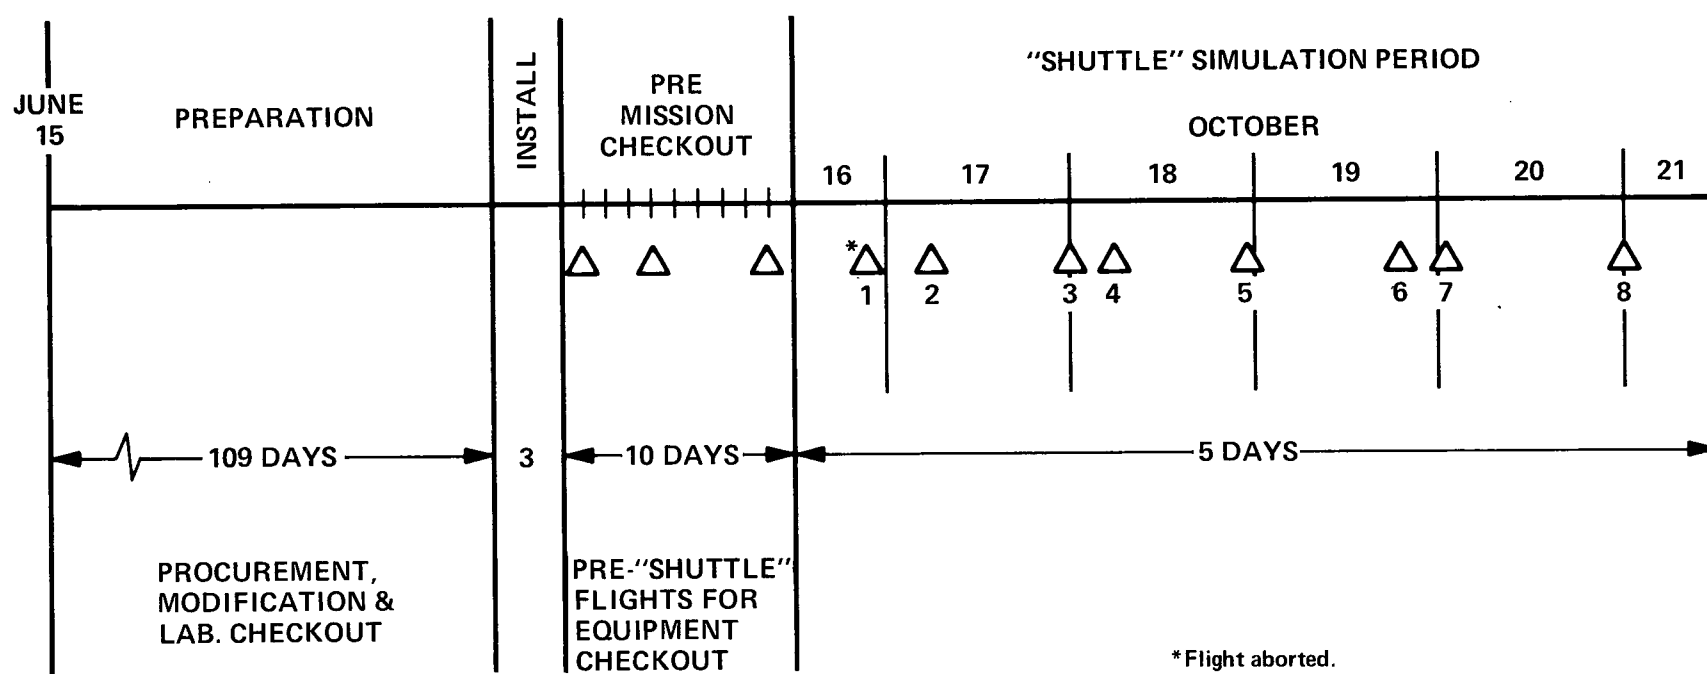 JUNE
15
PREPARATION
INSTALL
PRE
MISSION
CHECKOUT
"SHUTTLE" SIMULATION PERIOD
OCTOBER
16 17 18 19 20 21
*
1 2 3 4 5 6 7 8
109 DAYS 3 10 DAYS 5 DAYS
PROCUREMENT,
MODIFICATION &
LAB. CHECKOUT
PRE-"SHUTTLE"
FLIGHTS FOR
EQUIPMENT
CHECKOUT
*Flight aborted.